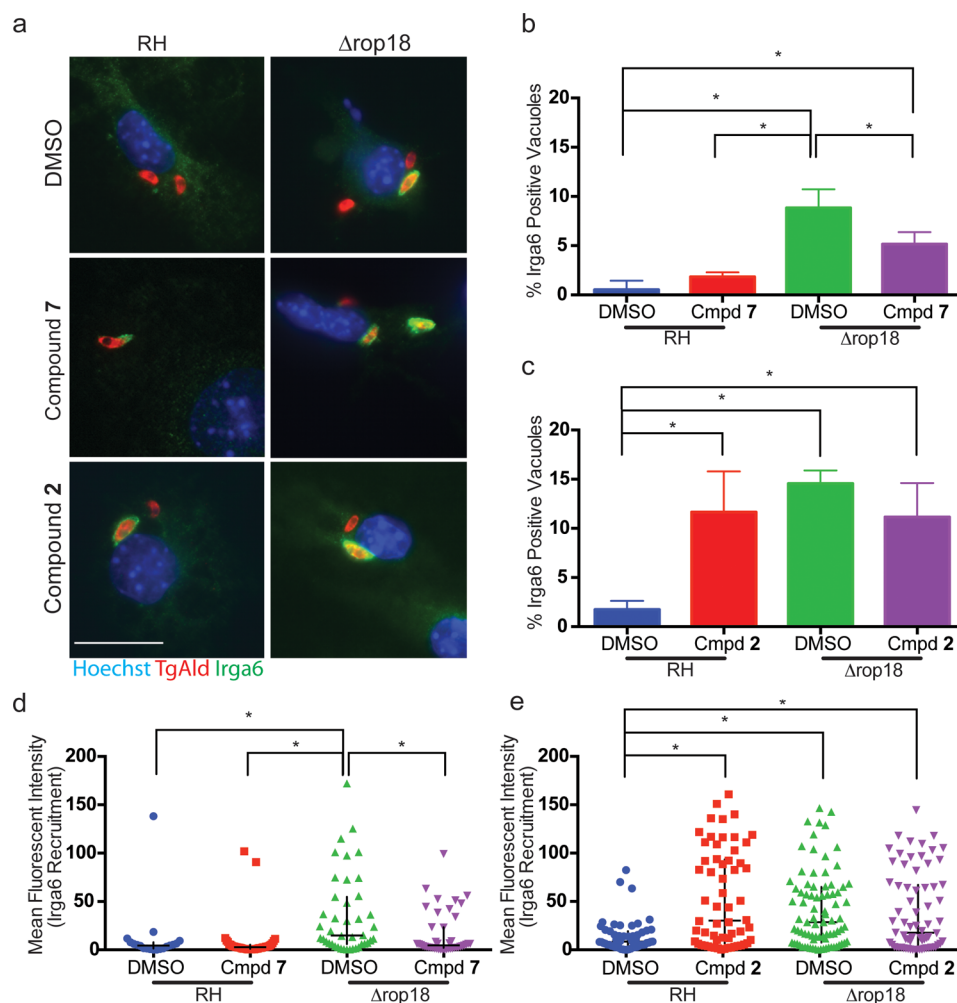 a
RH
Δrop18
DMSO
Compound 7
Compound 2
Hoechst TgAld Irga6
b
% Irga6 Positive Vacuoles
20
15
10
5
0
*
*
*
*
DMSO
Cmpd 7
DMSO
Cmpd 7
RH
Δrop18
c
% Irga6 Positive Vacuoles
20
15
10
5
0
*
*
*
DMSO
Cmpd 2
DMSO
Cmpd 2
RH
Δrop18
d
Mean Fluorescent Intensity
(Irga6 Recruitment)
200
150
100
50
0
*
*
*
DMSO
Cmpd 7
DMSO
Cmpd 7
RH
Δrop18
e
Mean Fluorescent Intensity
(Irga6 Recruitment)
200
150
100
50
0
*
*
*
DMSO
Cmpd 2
DMSO
Cmpd 2
RH
Δrop18